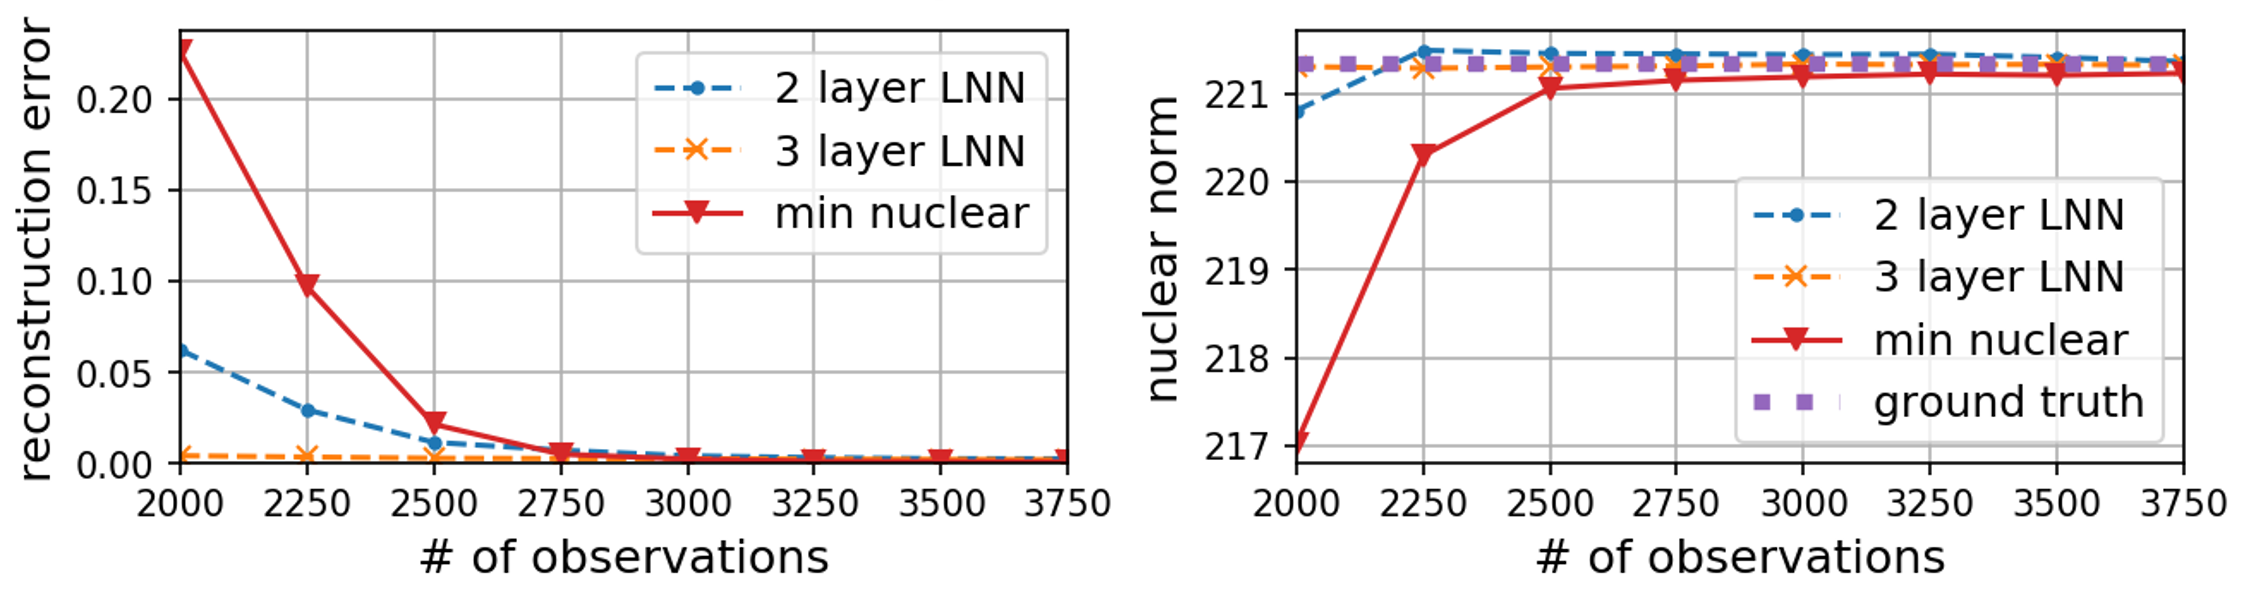 reconstruction error
0.20
0.15
0.10
0.05
0.00
2000 2250 2500 2750 3000 3250 3500 3750
# of observations
2 layer LNN
3 layer LNN
min nuclear
nuclear norm
221
220
219
218
217
2000 2250 2500 2750 3000 3250 3500 3750
# of observations
2 layer LNN
3 layer LNN
min nuclear
ground truth